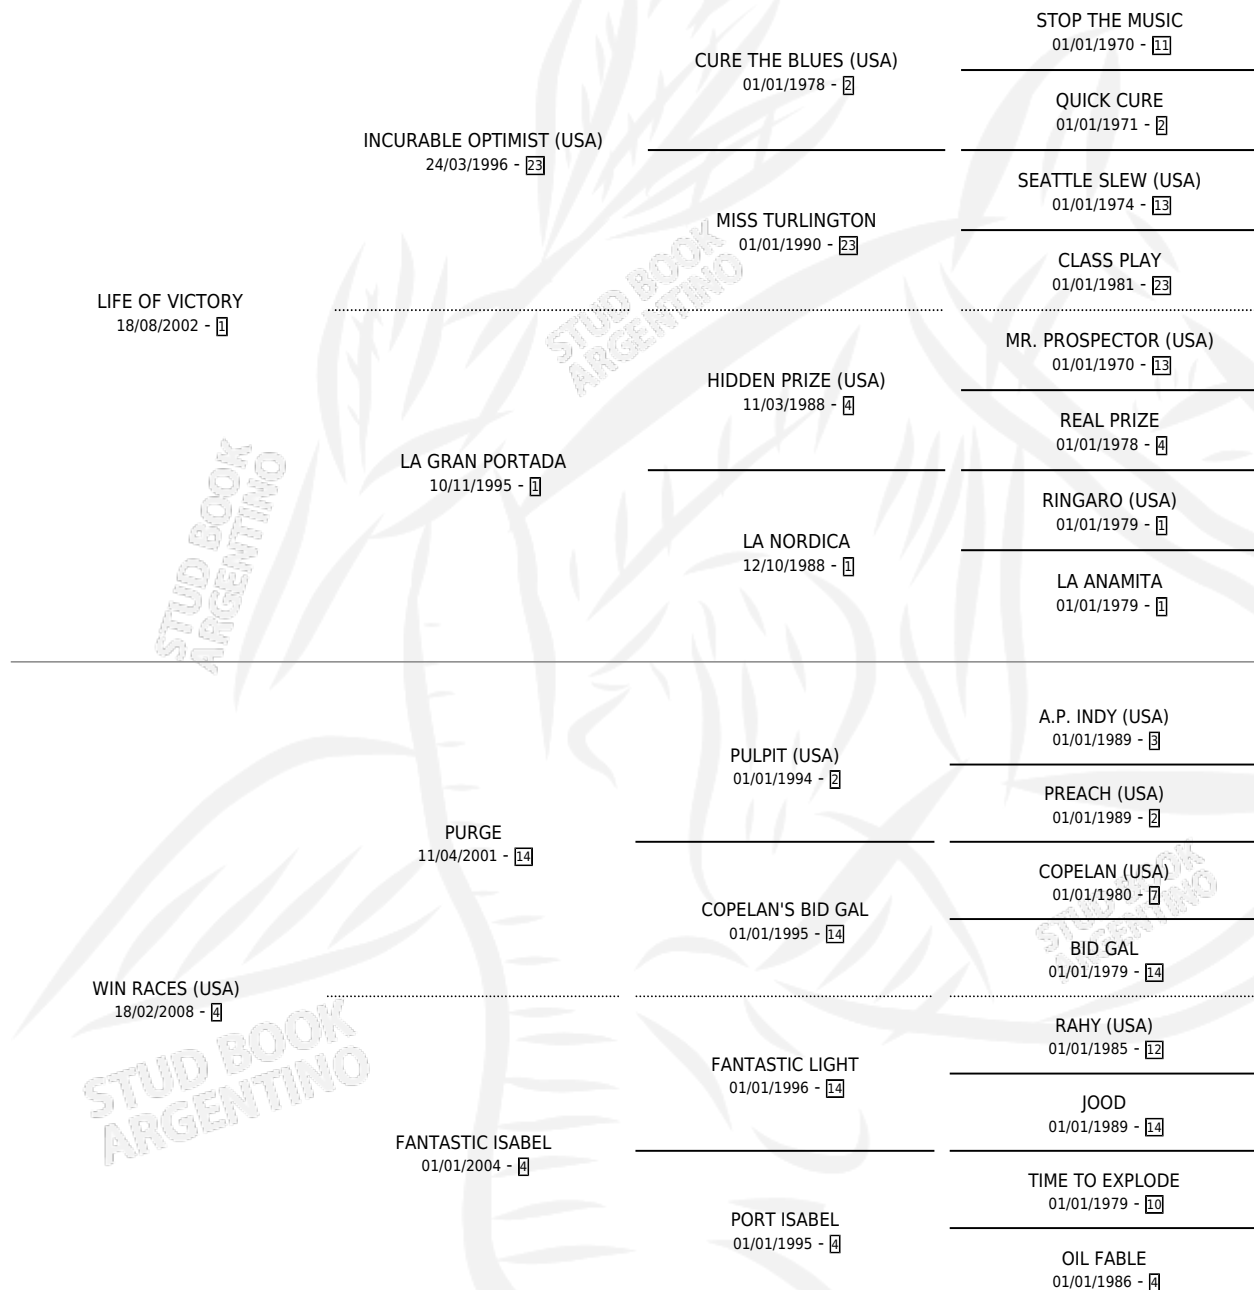 STOP THE MUSIC
01/01/1970 - 11
CURE THE BLUES (USA)
01/01/1978 - 2
QUICK CURE
01/01/1971 - 2
INCURABLE OPTIMIST (USA)
24/03/1996 - 23
SEATTLE SLEW (USA)
01/01/1974 - 13
MISS TURLINGTON
01/01/1990 - 23
CLASS PLAY
01/01/1981 - 23
LIFE OF VICTORY
18/08/2002 - 1
STUD BOOK
ARGENTINO
MR. PROSPECTOR (USA)
01/01/1970 - 13
HIDDEN PRIZE (USA)
11/03/1988 - 4
REAL PRIZE
01/01/1978 - 4
LA GRAN PORTADA
10/11/1995 - 1
RINGARO (USA)
01/01/1979 - 1
LA NORDICA
12/10/1988 - 1
LA ANAMITA
01/01/1979 - 1
STUD BOOK
ARGENTINO
A.P. INDY (USA)
01/01/1989 - 3
PULPIT (USA)
01/01/1994 - 2
PREACH (USA)
01/01/1989 - 2
PURGE
11/04/2001 - 14
COPELAN (USA)
01/01/1980 - 7
COPELAN'S BID GAL
01/01/1995 - 14
STUD BOOK
ARGENTINO
BID GAL
01/01/1979 - 14
WIN RACES (USA)
18/02/2008 - 4
STUD BOOK
ARGENTINO
RAHY (USA)
01/01/1985 - 12
FANTASTIC LIGHT
01/01/1996 - 14
JOOD
01/01/1989 - 14
FANTASTIC ISABEL
01/01/2004 - 4
TIME TO EXPLODE
01/01/1979 - 10
PORT ISABEL
01/01/1995 - 4
OIL FABLE
01/01/1986 - 4